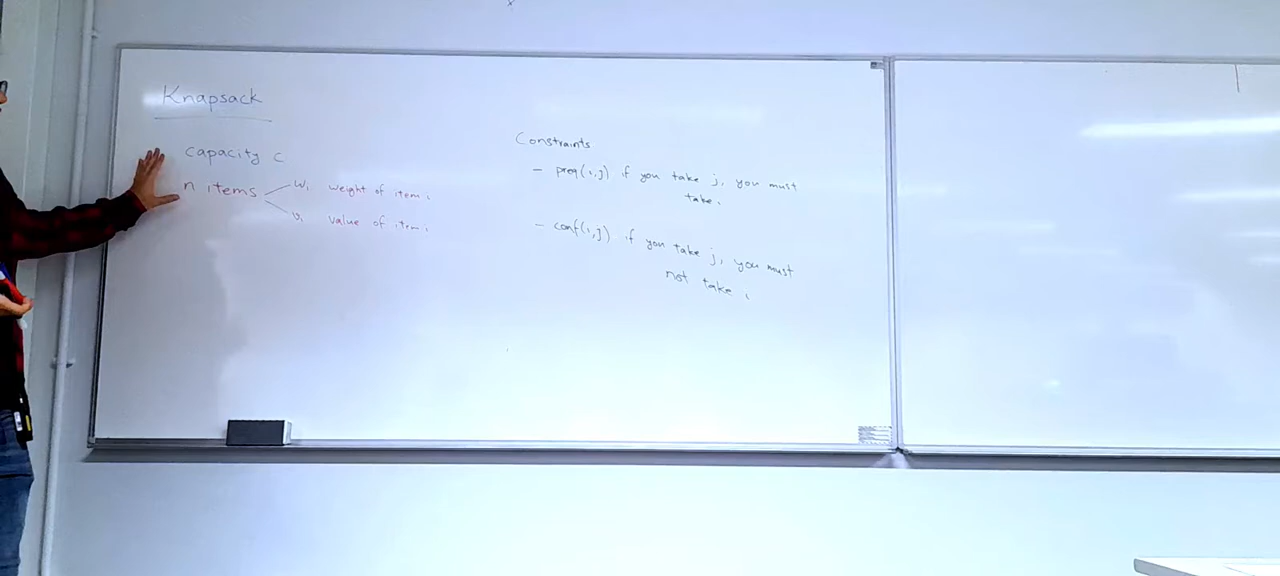 Knapsack
capacity c
n items
wi weight of item i
vi value of item i
Constraints
- preq(i,j) if you take j, you must
take i
- conf(i,j) if you take j, you must
not take i